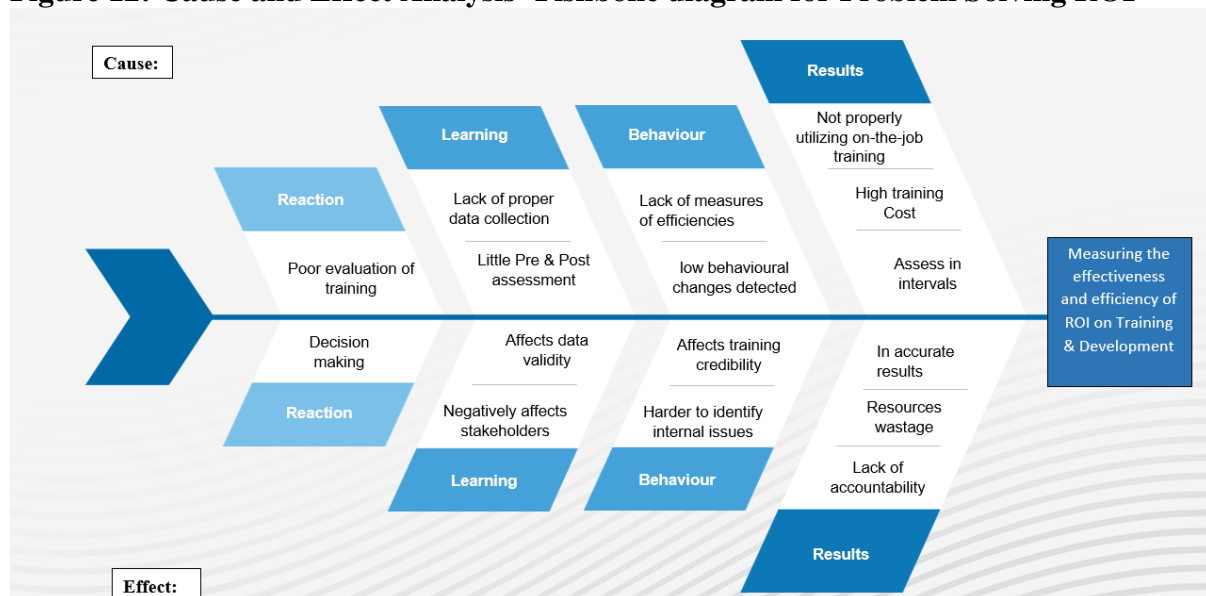 Cause and Effect Analysis- Fishbone diagram for Problem Solving ROI
Cause:
Results
Not properly
utilizing on-the-job
training
High training
Cost
Assess in
intervals
Learning
Lack of proper
data collection
Little Pre & Post
assessment
Behaviour
Lack of measures
of efficiencies
low behavioural
changes detected
Reaction
Poor evaluation of
training
Measuring the
effectiveness
and efficiency of
ROI on Training
& Development
Decision
making
Reaction
Affects data
validity
Negatively affects
stakeholders
Learning
Affects training
credibility
Harder to identify
internal issues
Behaviour
In accurate
results
Resources
wastage
Lack of
accountability
Results
Effect: